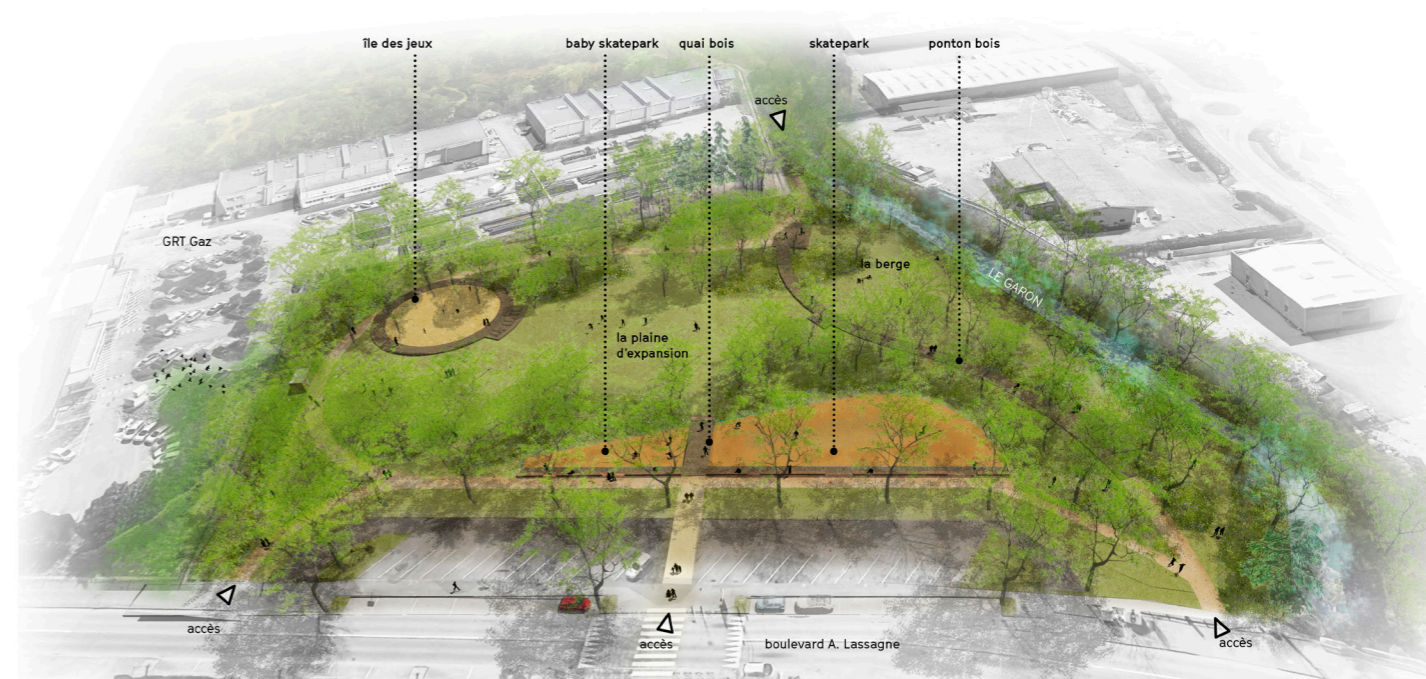 île des jeux
baby skatepark
quai bois
skatepark
ponton bois
accès
GRT Gaz
la berge
LE GARON
la plaine
d'expansion
accès
accès
boulevard A. Lassagne
accès